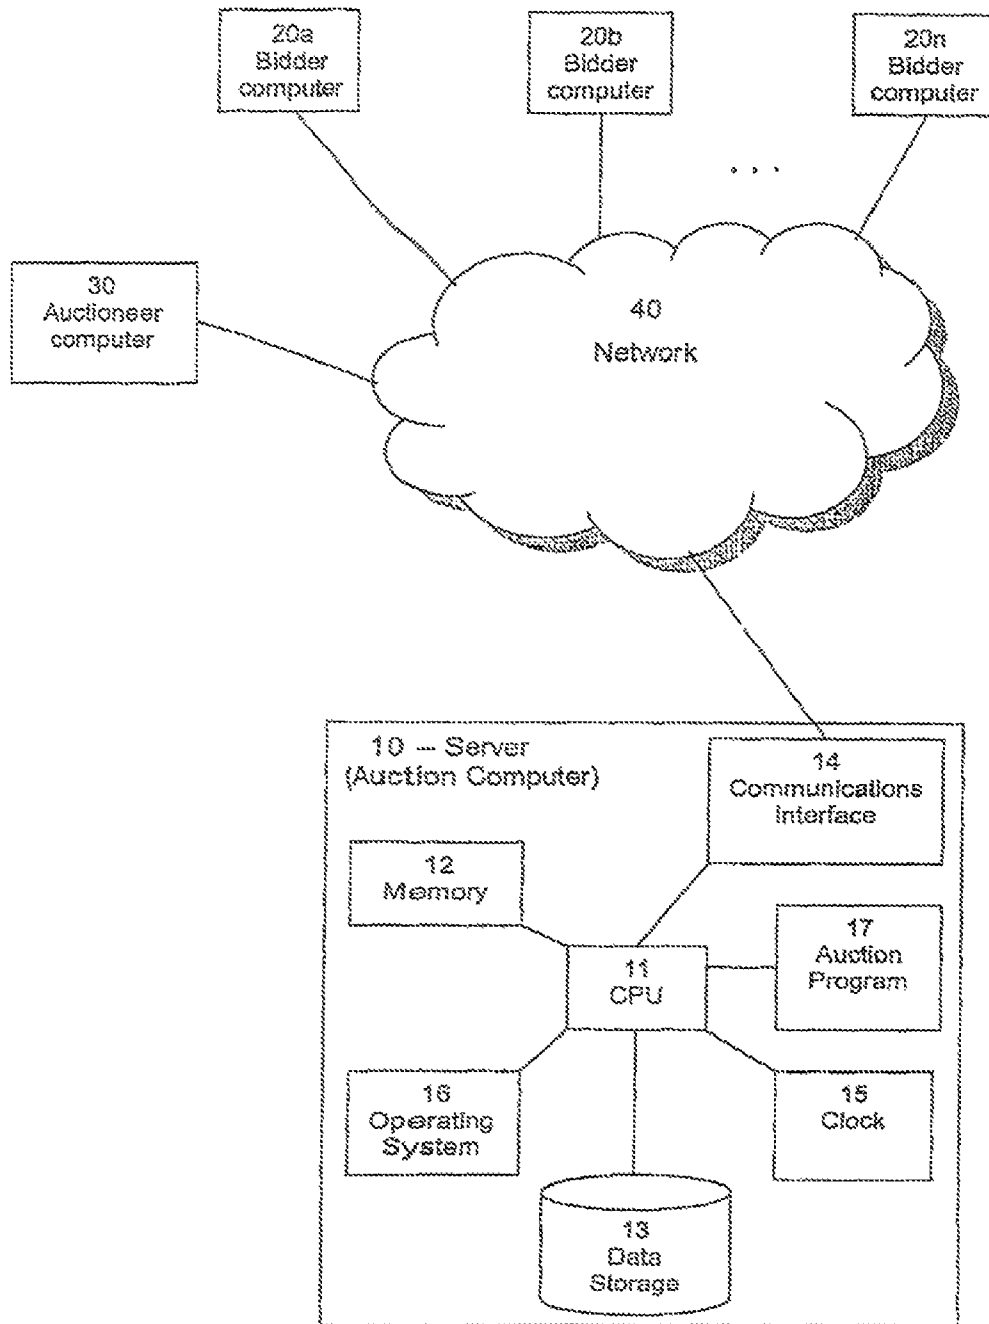 20a
Bidder
computer
20b
Bidder
computer
20n
Bidder
computer
. . .
30
Auctioneer
computer
40
Network
10 – Server
(Auction Computer)
14
Communications
Interface
12
Memory
17
Auction
Program
11
CPU
16
Operating
System
15
Clock
13
Data
Storage